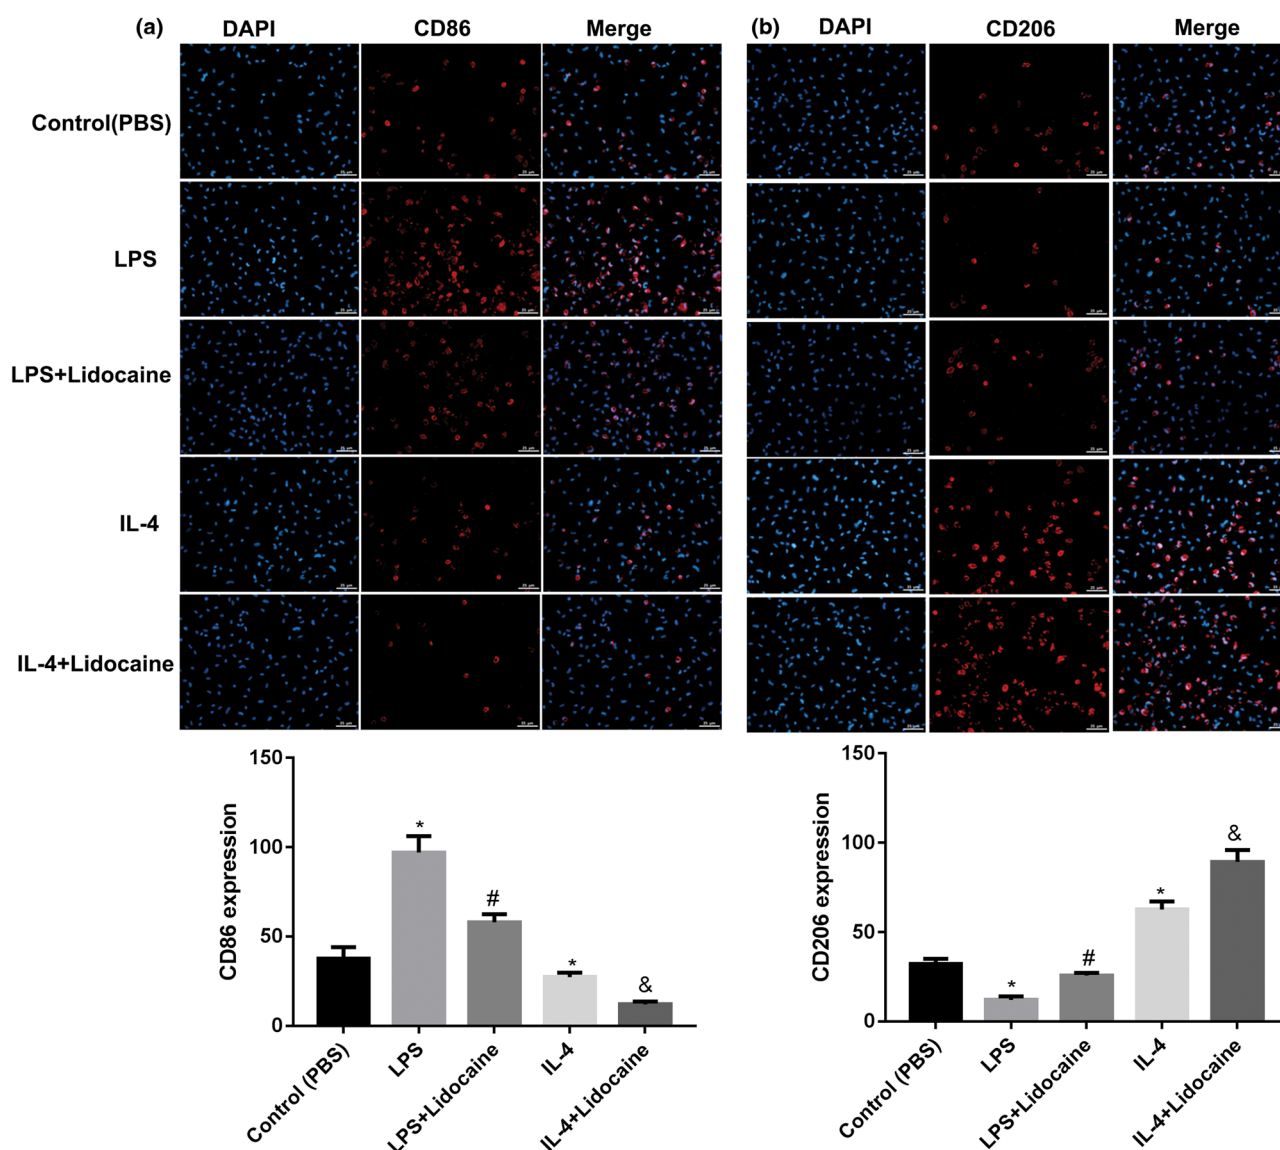 (a) DAPI CD86 Merge (b) DAPI CD206 Merge
Control(PBS)
LPS
LPS+Lidocaine
IL-4
IL-4+Lidocaine
CD86 expression
150
100
50
0
*
#
*
&
Control (PBS)
LPS
LPS+Lidocaine
IL-4
IL-4+Lidocaine
CD206 expression
150
100
50
0
*
#
*
&
Control (PBS)
LPS
LPS+Lidocaine
IL-4
IL-4+Lidocaine